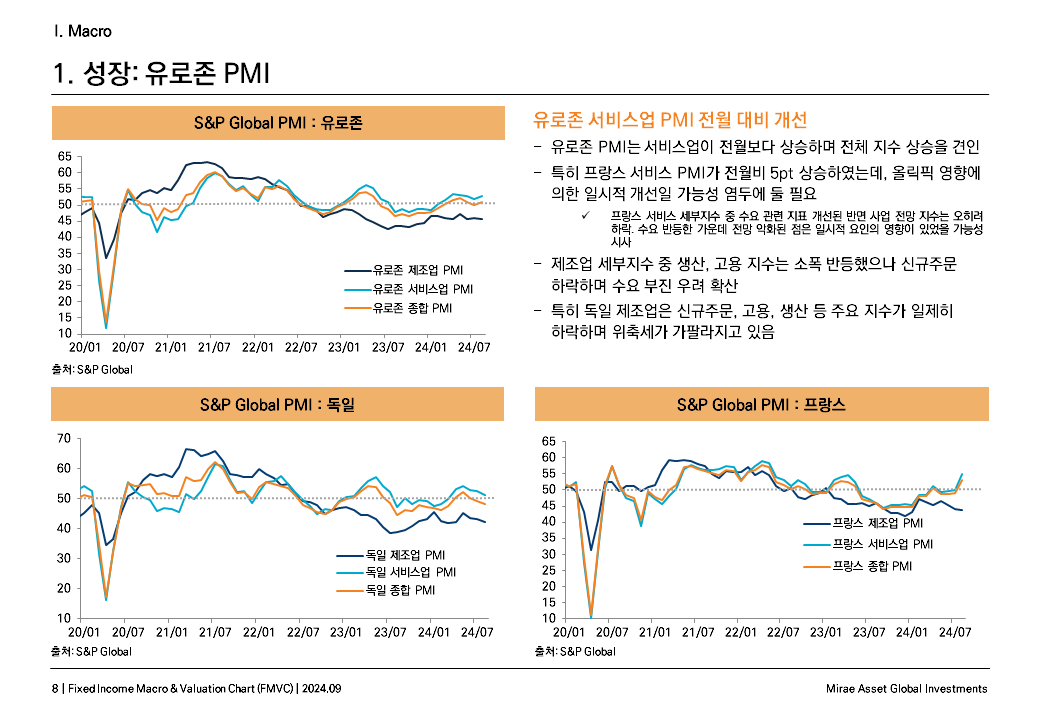 I. Macro
1. 성장: 유로존 PMI
S&P Global PMI : 유로존
65
60
55
50
45
40
35
30
25
20
15
10
유로존 제조업 PMI
유로존 서비스업 PMI
유로존 종합 PMI
20/01 20/07 21/01 21/07 22/01 22/07 23/01 23/07 24/01 24/07
출처: S&P Global
유로존 서비스업 PMI 전월 대비 개선
– 유로존 PMI는 서비스업이 전월보다 상승하며 전체 지수 상승을 견인
– 특히 프랑스 서비스 PMI가 전월비 5pt 상승하였는데, 올림픽 영향에
의한 일시적 개선일 가능성 염두에 둘 필요
✓ 프랑스 서비스 세부지수 중 수요 관련 지표 개선된 반면 사업 전망 지수는 오히려
하락. 수요 반등한 가운데 전망 악화된 점은 일시적 요인의 영향이 있었을 가능성
시사
– 제조업 세부지수 중 생산, 고용 지수는 소폭 반등했으나 신규주문
하락하며 수요 부진 우려 확산
– 특히 독일 제조업은 신규주문, 고용, 생산 등 주요 지수가 일제히
하락하며 위축세가 가팔라지고 있음
S&P Global PMI : 독일
70
60
50
40
30
20
10
독일 제조업 PMI
독일 서비스업 PMI
독일 종합 PMI
20/01 20/07 21/01 21/07 22/01 22/07 23/01 23/07 24/01 24/07
출처: S&P Global
S&P Global PMI : 프랑스
65
60
55
50
45
40
35
30
25
20
15
10
프랑스 제조업 PMI
프랑스 서비스업 PMI
프랑스 종합 PMI
20/01 20/07 21/01 21/07 22/01 22/07 23/01 23/07 24/01 24/07
출처: S&P Global
8 | Fixed Income Macro & Valuation Chart (FMVC) | 2024.09
Mirae Asset Global Investments